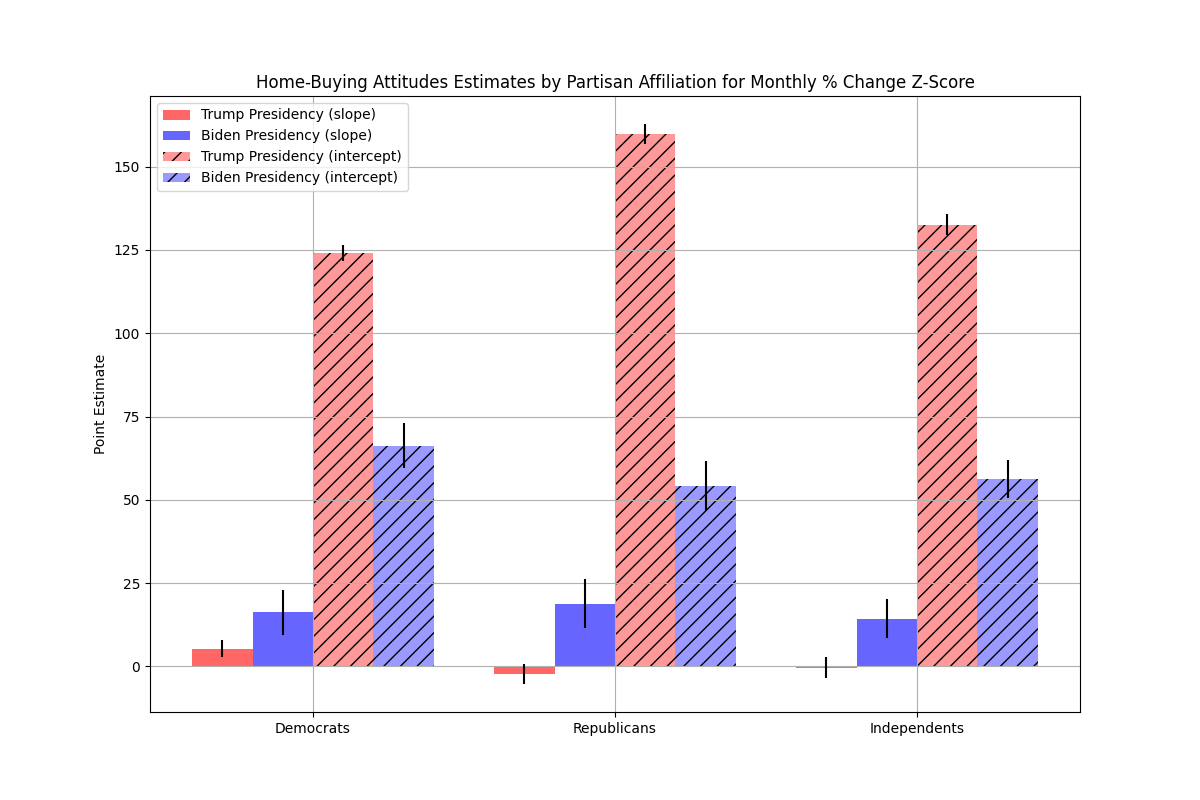 Home-Buying Attitudes Estimates by Partisan Affiliation for Monthly % Change Z-Score
Trump Presidency (slope)
Biden Presidency (slope)
Trump Presidency (intercept)
Biden Presidency (intercept)
Point Estimate
150
125
100
75
50
25
0
Democrats
Republicans
Independents